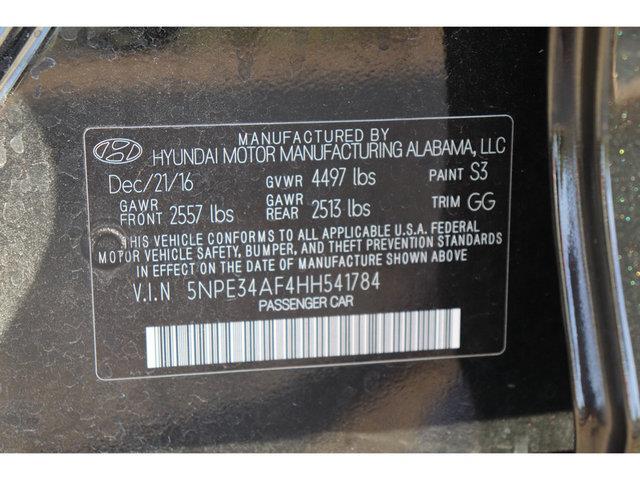 MANUFACTURED BY
HYUNDAI MOTOR MANUFACTURING ALABAMA, LLC
Dec/21/16 GVWR 4497 lbs PAINT S3
GAWR FRONT 2557 lbs GAWR REAR 2513 lbs TRIM GG
THIS VEHICLE CONFORMS TO ALL APPLICABLE U.S.A. FEDERAL
MOTOR VEHICLE SAFETY, BUMPER, AND THEFT PREVENTION STANDARDS
IN EFFECT ON THE DATE OF MANUFACTURE SHOWN ABOVE.
V.I.N 5NPE34AF4HH541784
PASSENGER CAR